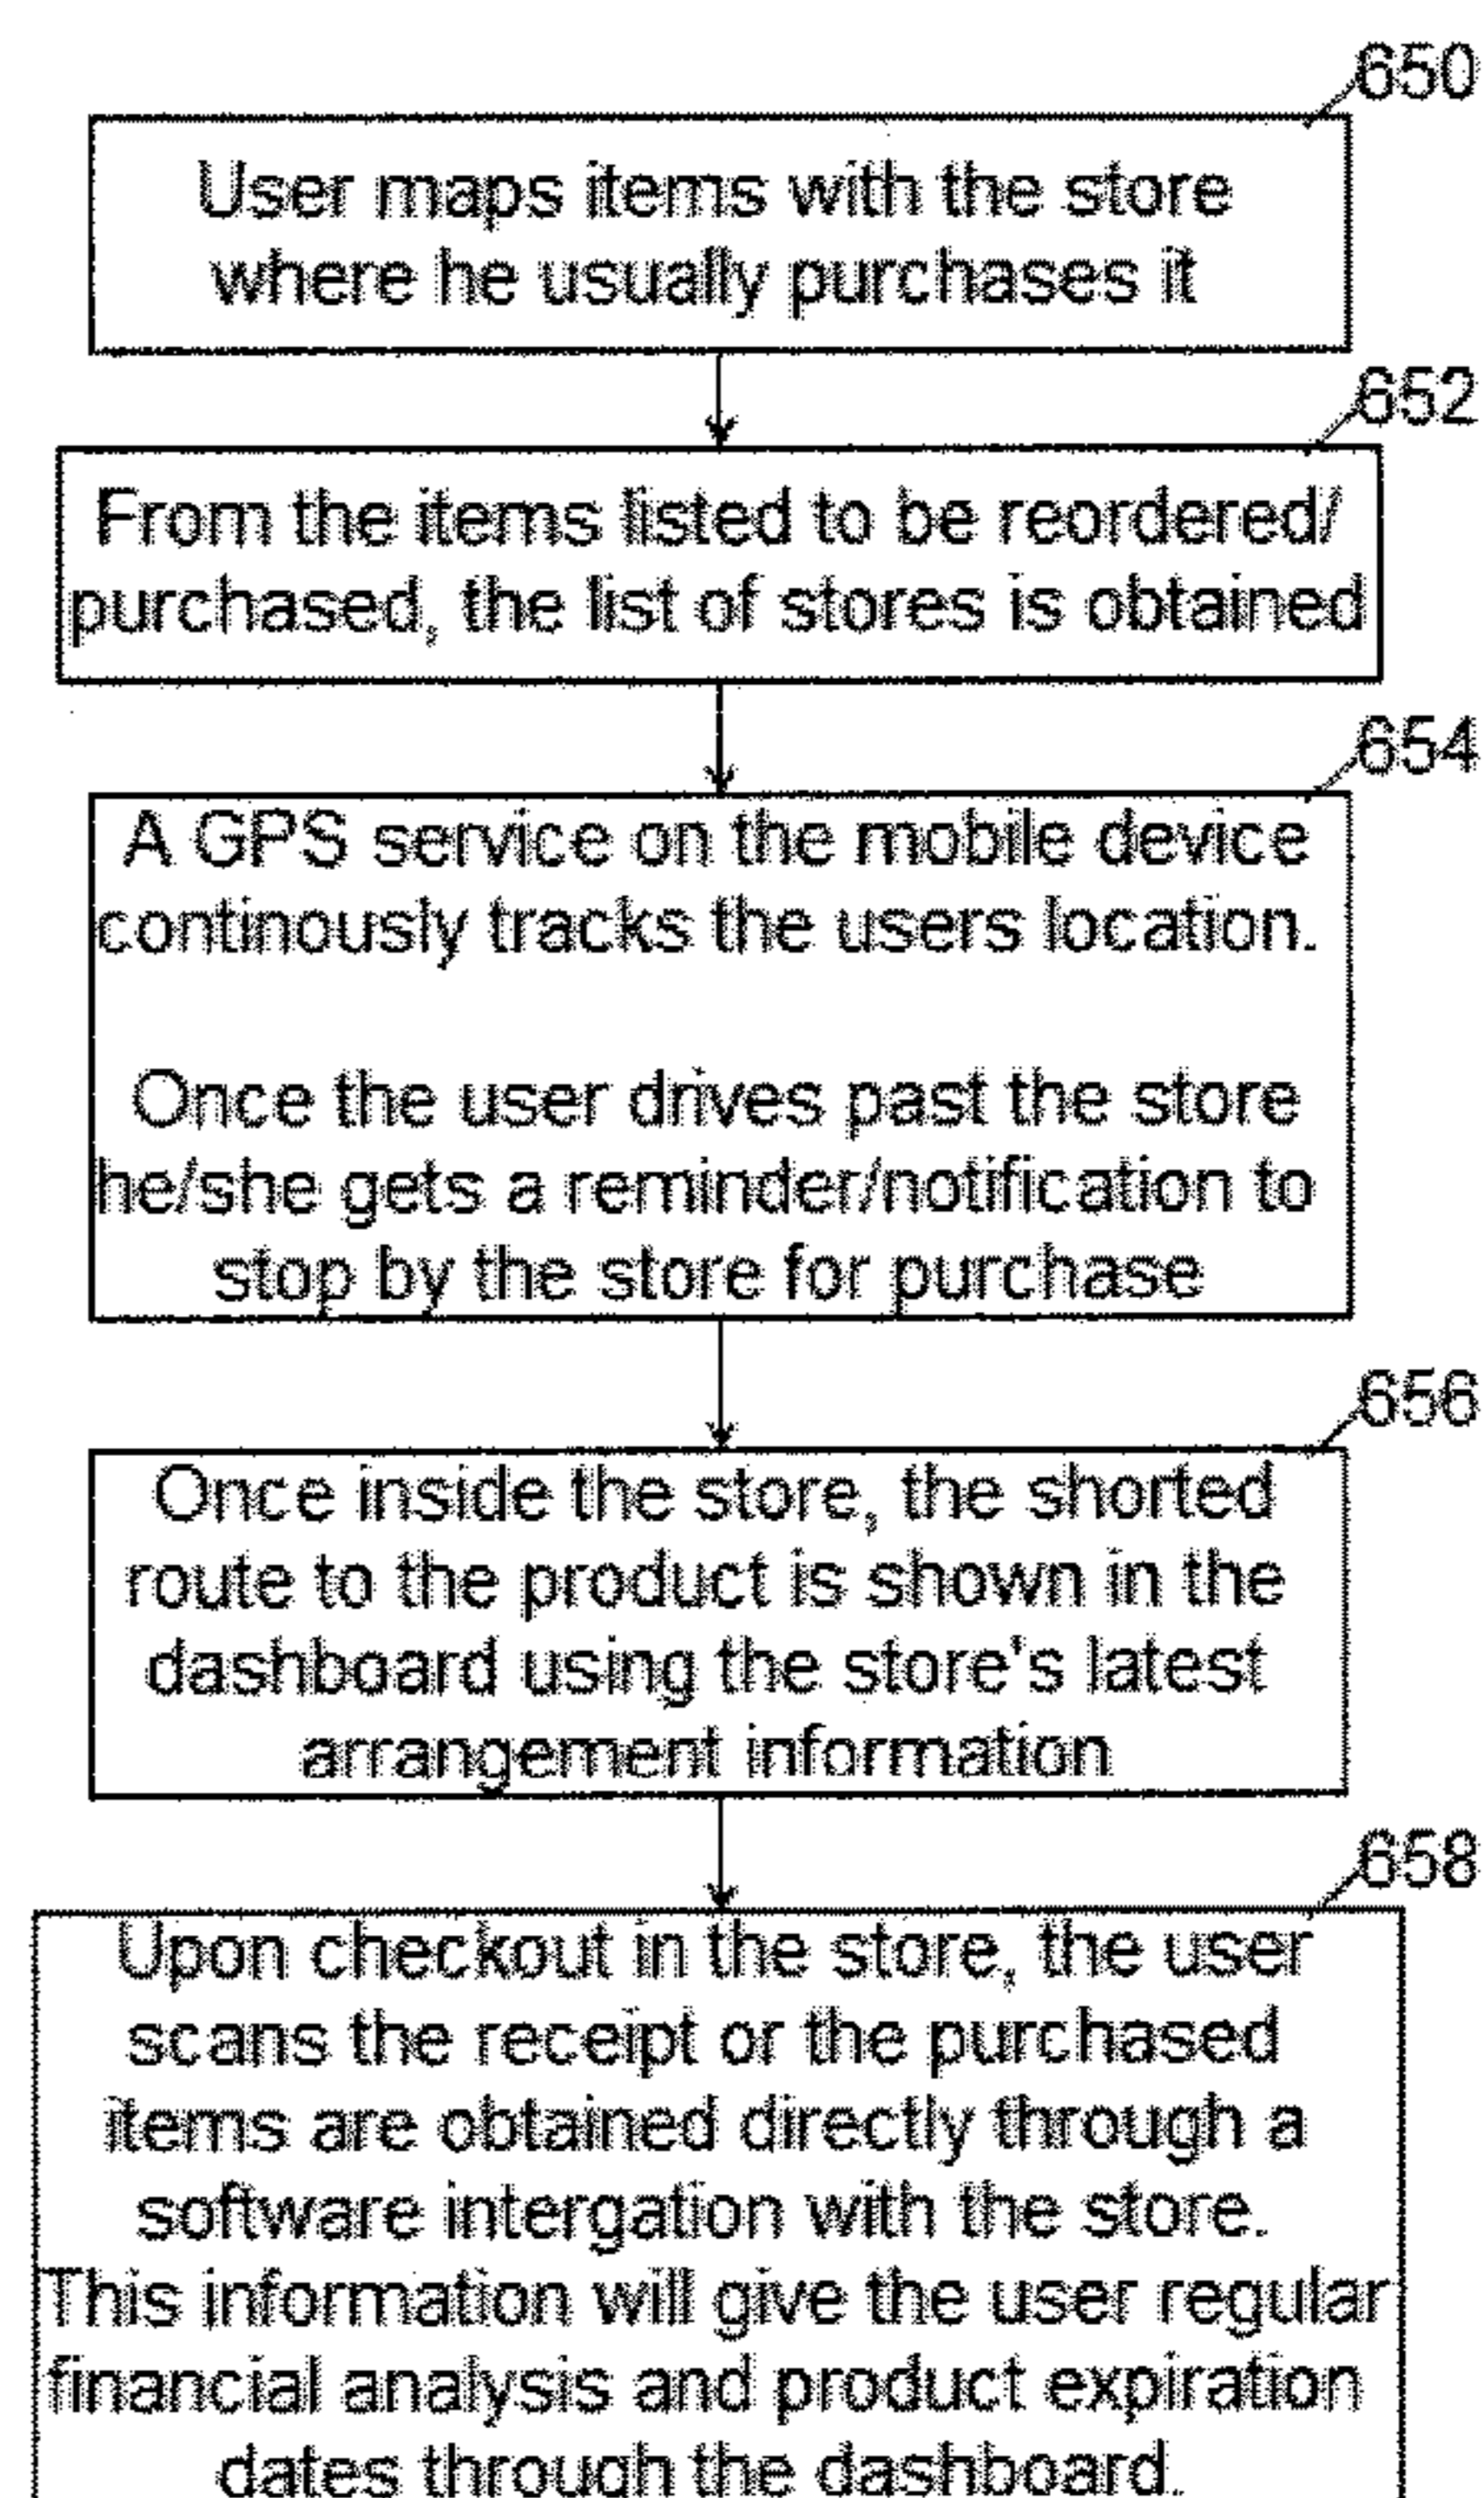 650
User maps items with the store
where he usually purchases it
652
From the items listed to be reordered/
purchased, the list of stores is obtained
654
A GPS service on the mobile device
continously tracks the users location.
Once the user drives past the store
he/she gets a reminder/notification to
stop by the store for purchase
656
Once inside the store, the shorted
route to the product is shown in the
dashboard using the store's latest
arrangement information
658
Upon checkout in the store, the user
scans the receipt or the purchased
items are obtained directly through a
software intergation with the store.
This information will give the user regular
financial analysis and product expiration
dates through the dashboard.